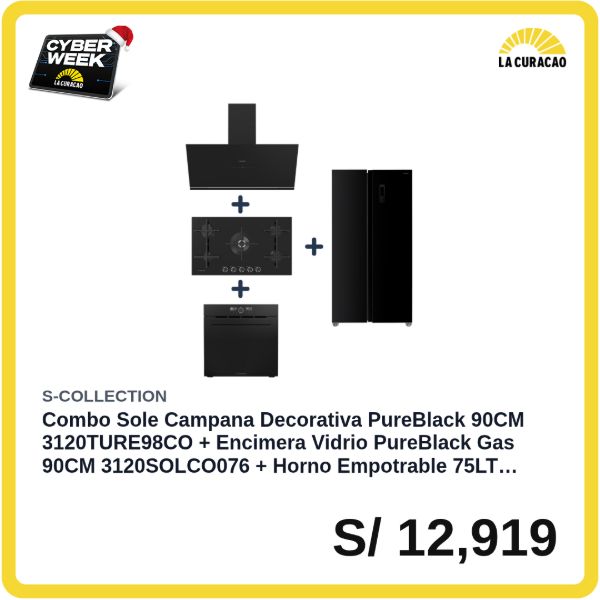 CYBER
WEEK
LA CURACAO
LA CURACAO
S-COLLECTION
Combo Sole Campana Decorativa PureBlack 90CM
3120TURE98CO + Encimera Vidrio PureBlack Gas
90CM 3120SOLCO076 + Horno Empotrable 75LT…
S/ 12,919